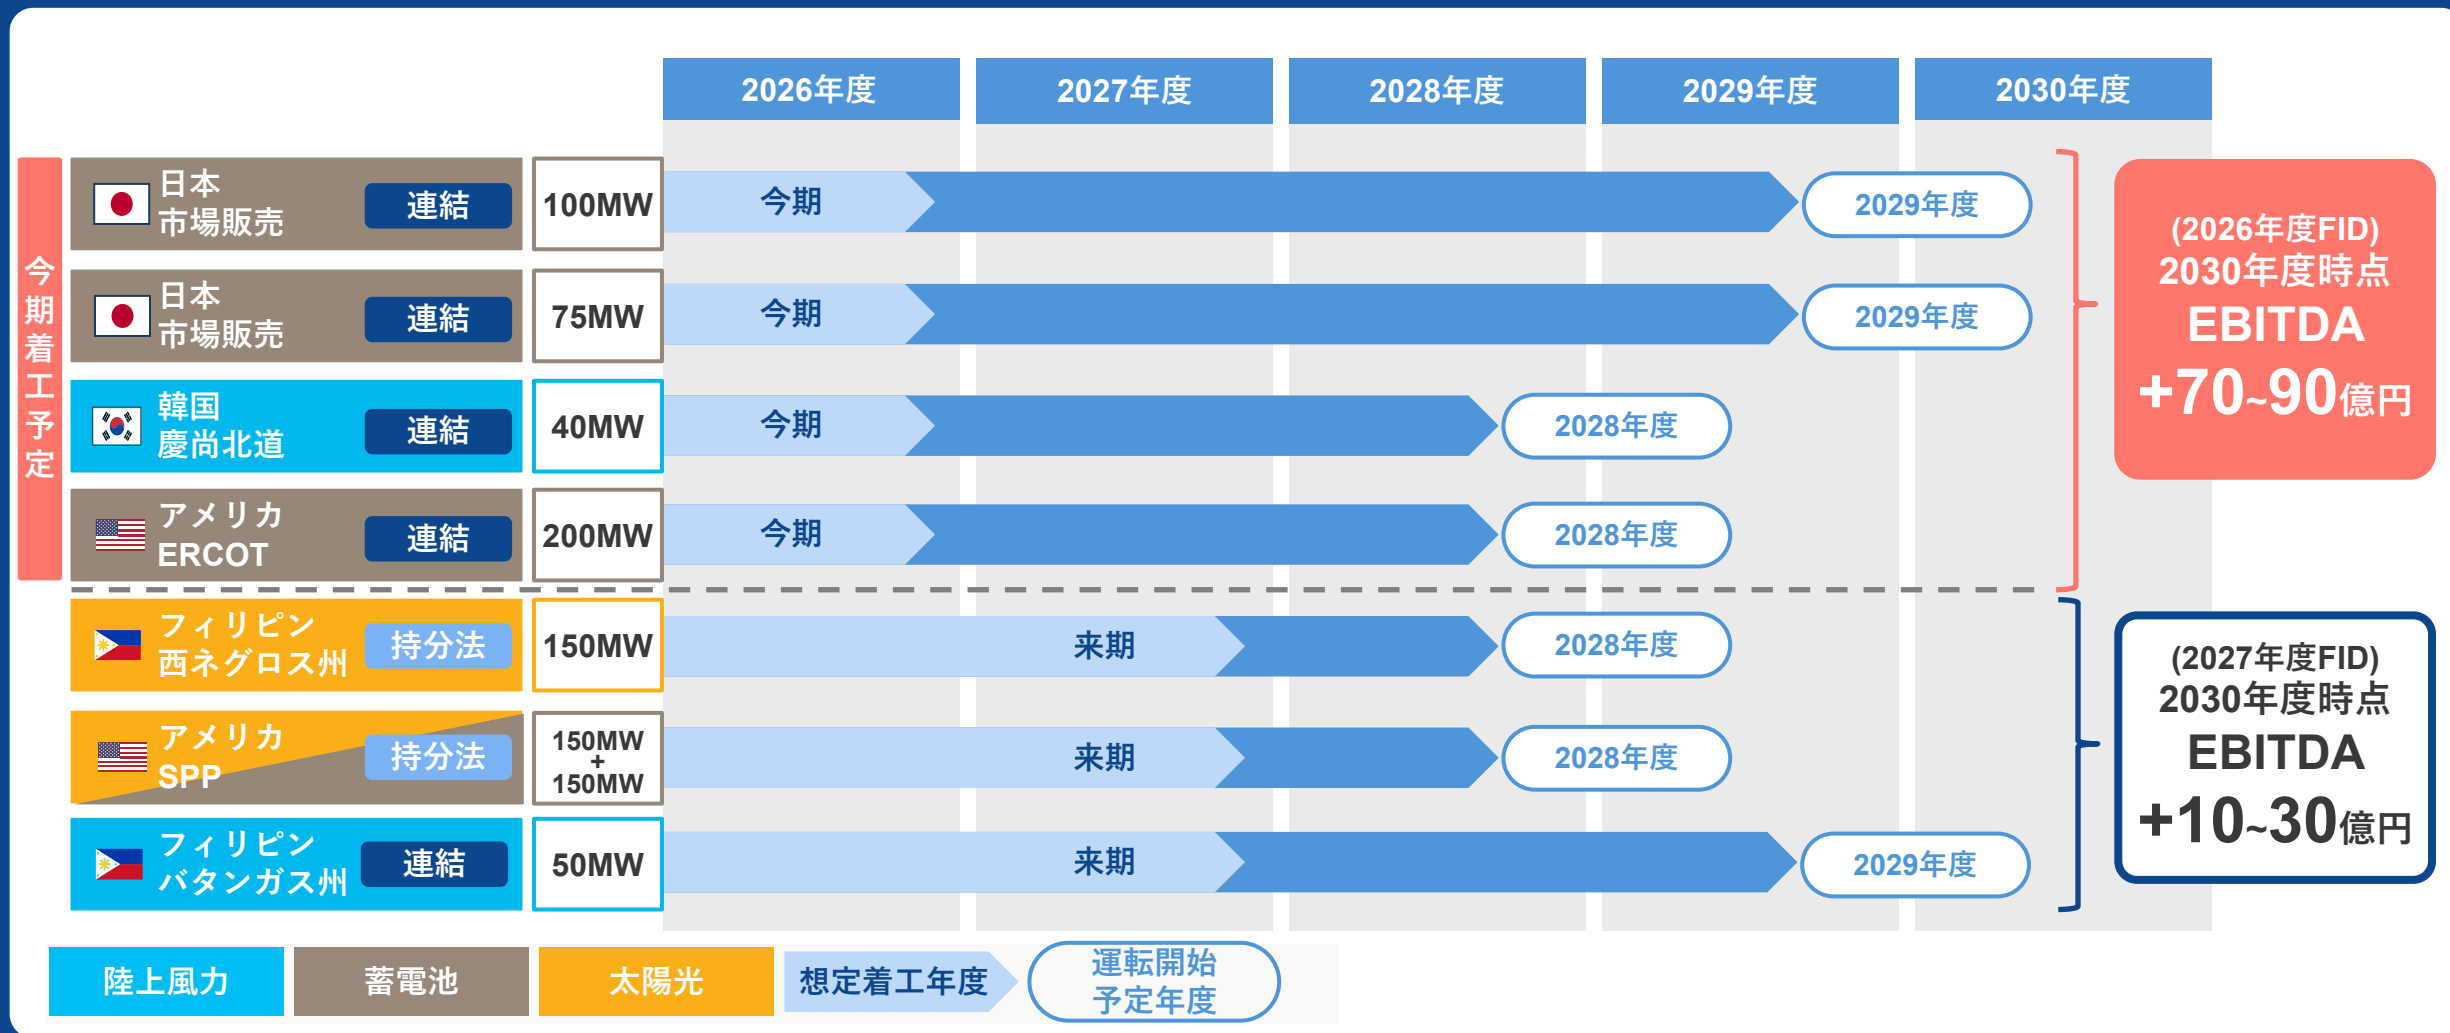 2026年度
2027年度
2028年度
2029年度
2030年度
今期着工予定
日本
市場販売
連結
100MW
今期
2029年度
日本
市場販売
連結
75MW
今期
2029年度
韓国
慶尚北道
連結
40MW
今期
2028年度
アメリカ
ERCOT
連結
200MW
今期
2028年度
(2026年度FID)
2030年度時点
EBITDA
+70~90億円
フィリピン
西ネグロス州
持分法
150MW
来期
2028年度
アメリカ
SPP
持分法
150MW
+
150MW
来期
2028年度
フィリピン
バタンガス州
連結
50MW
来期
2029年度
(2027年度FID)
2030年度時点
EBITDA
+10~30億円
陸上風力
蓄電池
太陽光
想定着工年度
運転開始
予定年度